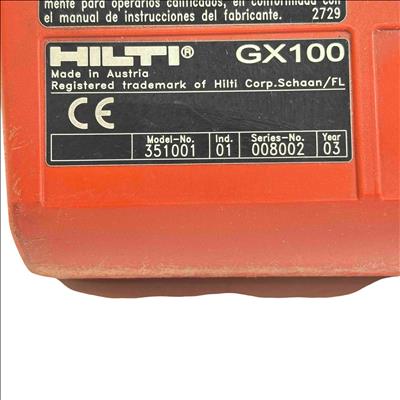 mente para operarios calificados, en conformidad con
el manual de instrucciones del fabricante. 2729
HILTI® GX100
Made in Austria
Registered trademark of Hilti Corp.Schaan/FL
CE
Model-No. Ind. Series-No. Year
351001 01 008002 03